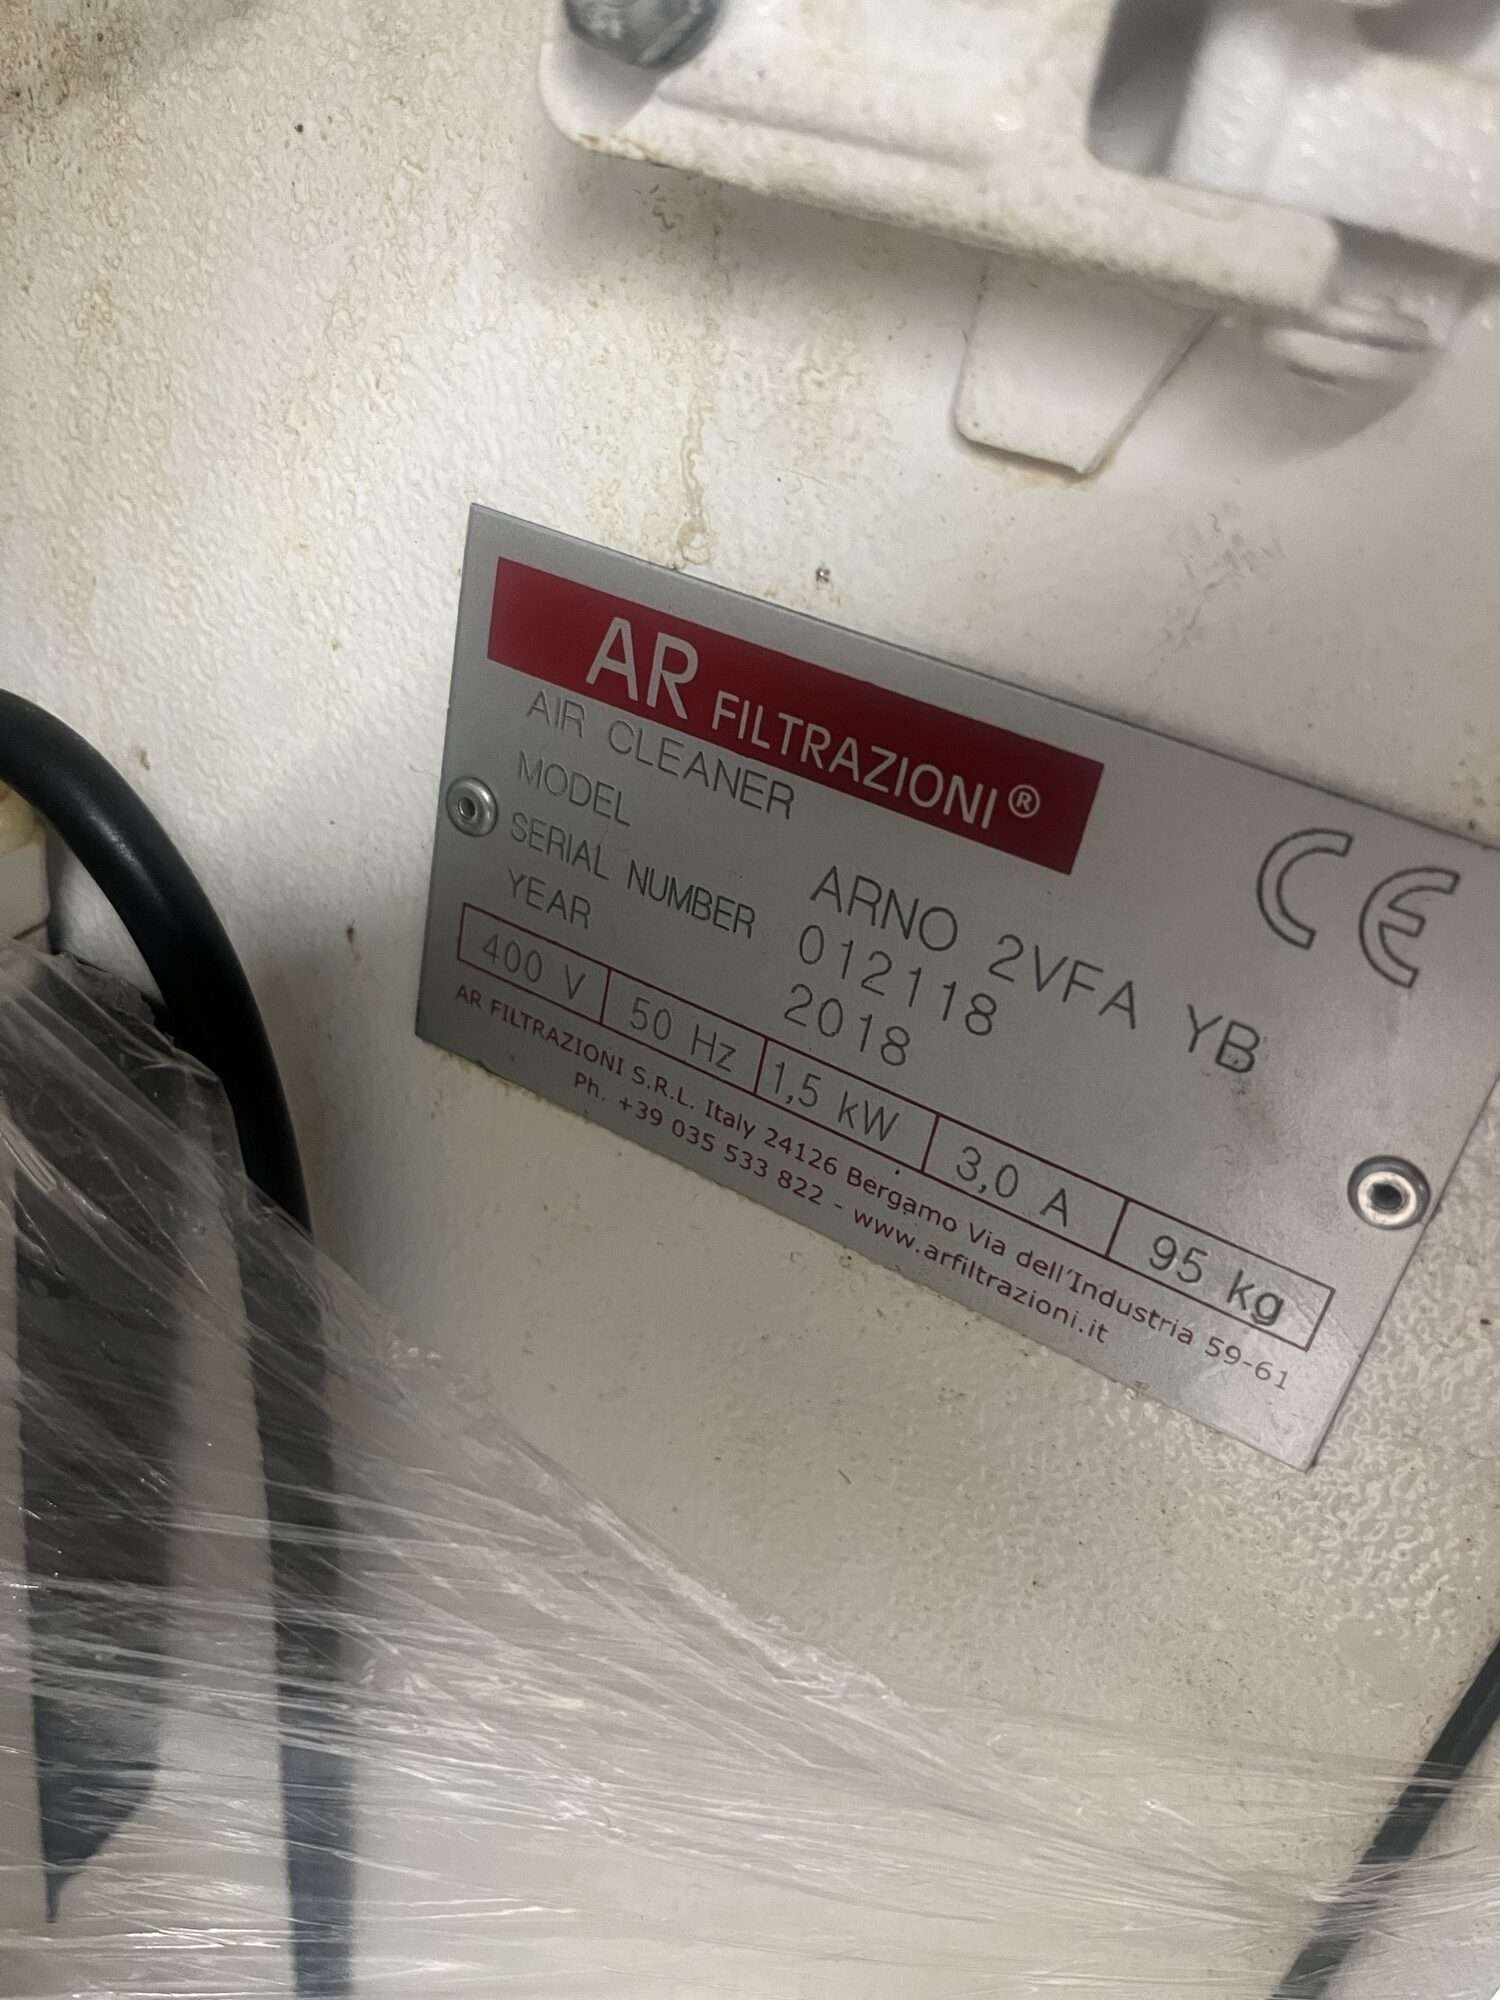 AR FILTRAZIONI®
AIR CLEANER
MODEL ARNO 2VFA YB
SERIAL NUMBER 012118
YEAR 2018
400 V 50 Hz 1,5 kW 3,0 A 95 kg
AR FILTRAZIONI S.R.L. Italy 24126 Bergamo Via dell'Industria 59-61
Ph. +39 035 533 822 - www.arfiltrazioni.it
CE